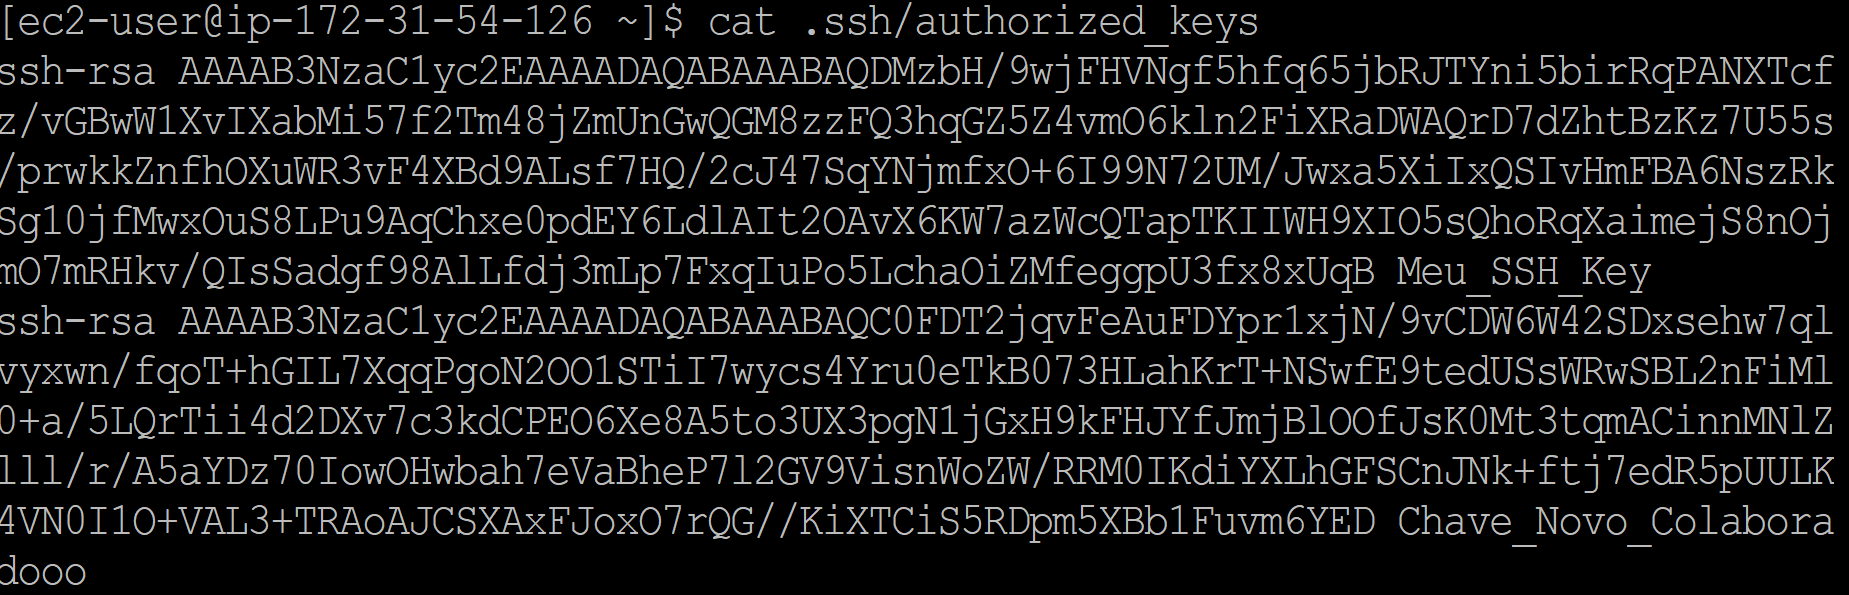 [ec2-user@ip-172-31-54-126 ~]$ cat .ssh/authorized_keys
ssh-rsa AAAAB3NzaC1yc2EAAAADAQABAAABAQDMzbH/9wjFHVNgf5hfq65jbRJTYni5birRqPANXTcf
z/vGBwW1XvIXabMi57f2Tm48jZmUnGwQGM8zzFQ3hqGZ5Z4vmO6kln2FiXRaDWAQrD7dZhtBzKz7U55s
/prwkkZnfhOXuWR3vF4XBd9ALsf7HQ/2cJ47SqYNjmfxO+6I99N72UM/Jwxa5XiIxQSIvHmFBA6NszRk
Sg10jfMwxOuS8LPu9AqChxe0pdEY6LdlAIt2OAvX6KW7azWcQTapTKIIWH9XIO5sQhoRqXaimejS8nOj
mO7mRHkv/QIsSadgf98AlLfdj3mLp7FxqIuPo5LchaOiZMfeggpU3fx8xUqB Meu_SSH_Key
ssh-rsa AAAAB3NzaC1yc2EAAAADAQABAAABAQC0FDT2jqvFeAuFDYpr1xjN/9vCDW6W42SDxsehw7ql
vyxwn/fqoT+hGIL7XqqPgoN2OO1STiI7wycs4Yru0eTkB073HLahKrT+NSwfE9tedUSsWRwSBL2nFiMl
0+a/5LQrTii4d2DXv7c3kdCPEO6Xe8A5to3UX3pgN1jGxH9kFHJYfJmjBlOOfJsK0Mt3tqmACinnMNlZ
lll/r/A5aYDz70IowOHwbah7eVaBheP7l2GV9VisnWoZW/RRM0IKdiYXLhGFSCnJNk+ftj7edR5pUULK
4VN0I1O+VAL3+TRAoAJCSXAxFJoxO7rQG//KiXTCiS5RDpm5XBb1Fuvm6YED Chave_Novo_Colabora
dooo